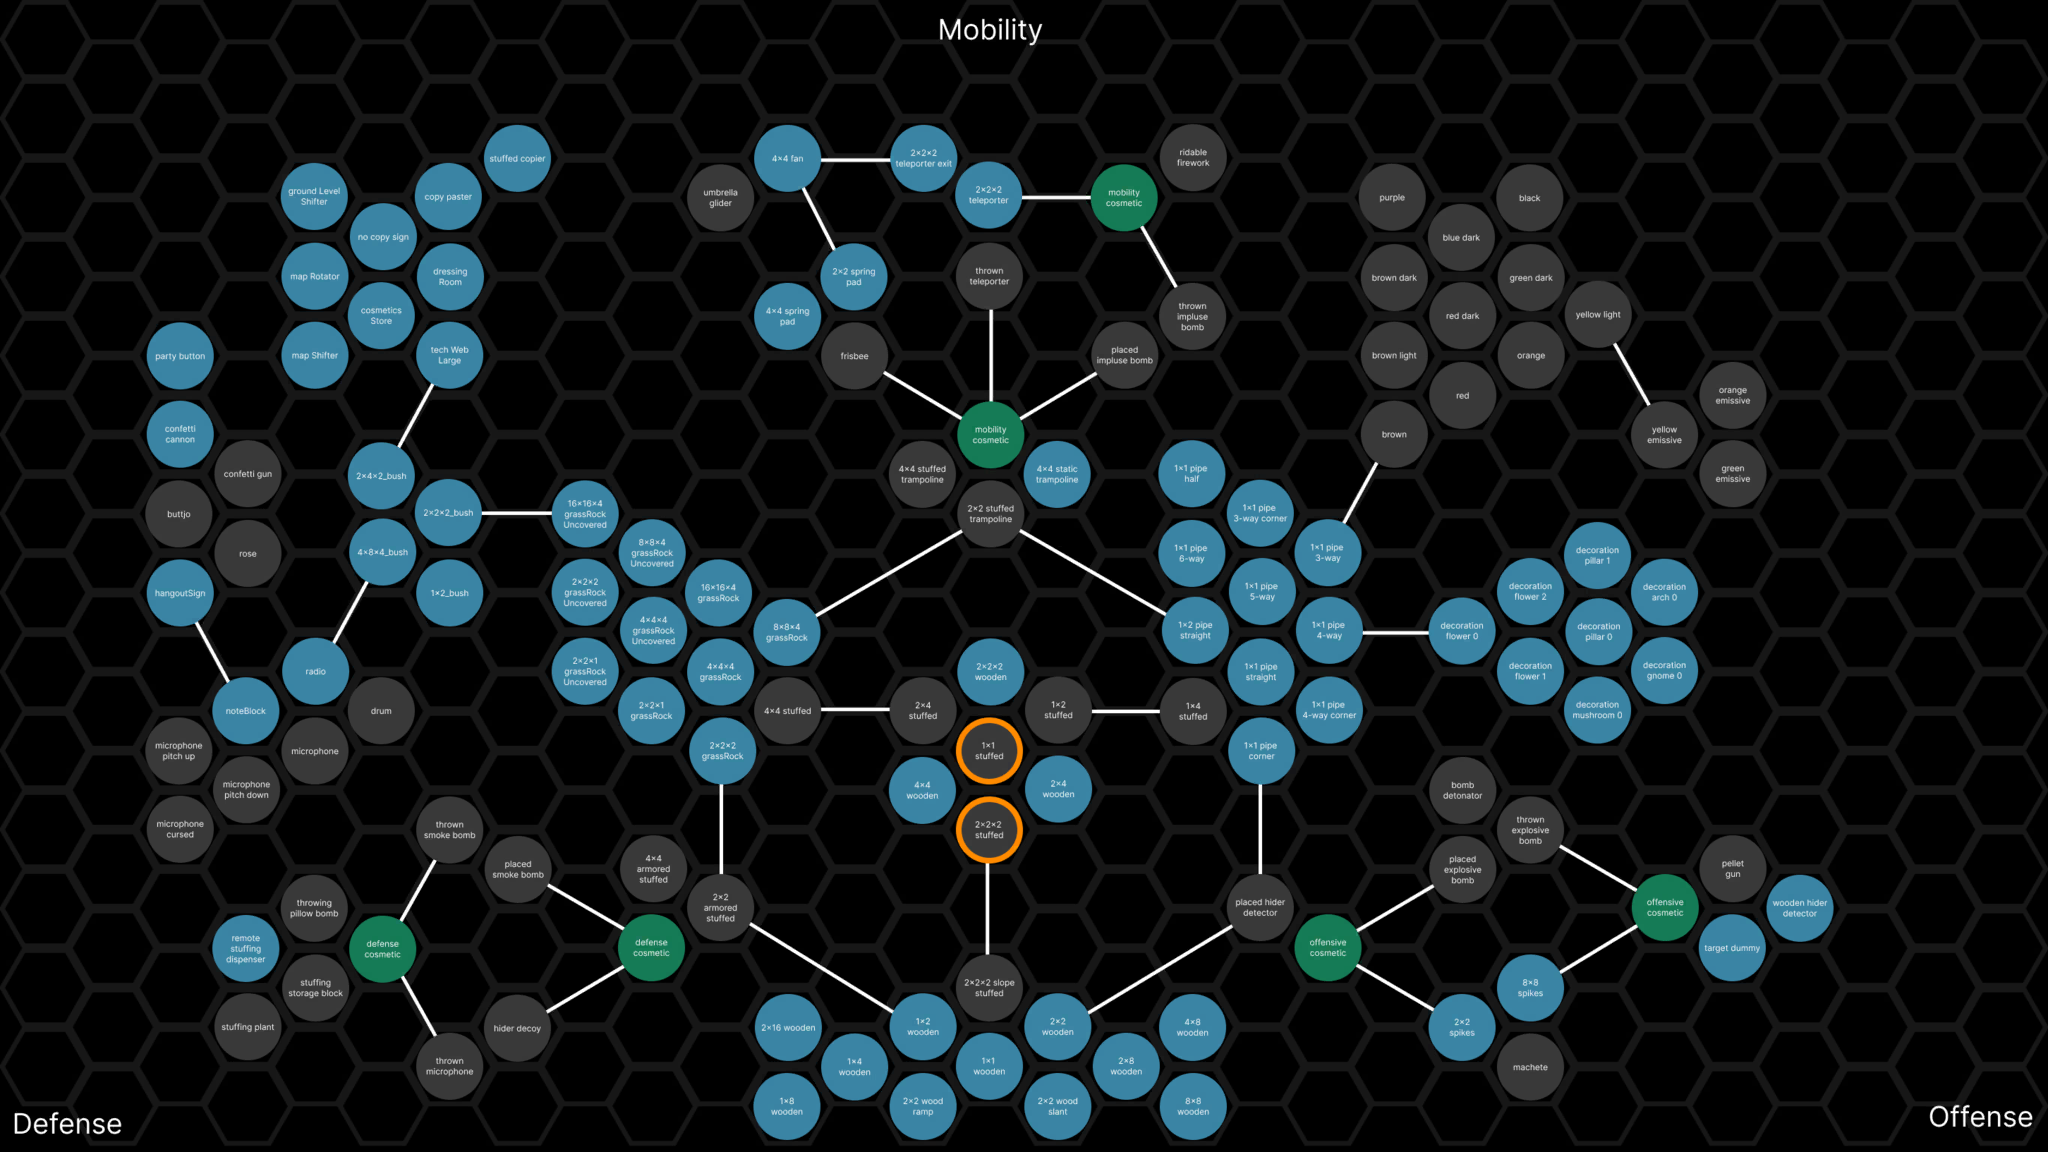 Mobility
stuffed copier
4×4 fan
2×2×2
teleporter exit
ridable
firework
ground Level
Shifter
copy paster
umbrella
glider
2×2×2
teleporter
mobility
cosmetic
purple
black
no copy sign
blue dark
map Rotator
dressing
Room
2×2 spring
pad
thrown
teleporter
brown dark
green dark
cosmetics
Store
4×4 spring
pad
thrown
impluse
bomb
red dark
yellow light
party button
map Shifter
tech Web
Large
frisbee
placed
impluse bomb
brown light
orange
red
orange
emissive
confetti
cannon
mobility
cosmetic
brown
yellow
emissive
confetti gun
2×4×2_bush
4×4 stuffed
trampoline
4×4 static
trampoline
1×1 pipe
half
green
emissive
buttjo
2×2×2_bush
16×16×4
grassRock
Uncovered
2×2 stuffed
trampoline
1×1 pipe
3-way corner
rose
4×8×4_bush
8×8×4
grassRock
Uncovered
1×1 pipe
6-way
1×1 pipe
3-way
decoration
pillar 1
hangoutSign
1×2_bush
2×2×2
grassRock
Uncovered
16×16×4
grassRock
1×1 pipe
5-way
decoration
flower 2
decoration
arch 0
4×4×4
grassRock
Uncovered
8×8×4
grassRock
1×2 pipe
straight
1×1 pipe
4-way
decoration
flower 0
decoration
pillar 0
radio
2×2×1
grassRock
Uncovered
4×4×4
grassRock
2×2×2
wooden
1×1 pipe
straight
decoration
flower 1
decoration
gnome 0
noteBlock
drum
2×2×1
grassRock
4×4 stuffed
2×4
stuffed
1×2
stuffed
1×4
stuffed
1×1 pipe
4-way corner
decoration
mushroom 0
microphone
pitch up
microphone
2×2×2
grassRock
1×1
stuffed
1×1 pipe
corner
microphone
pitch down
4×4
wooden
2×4
wooden
bomb
detonator
microphone
cursed
thrown
smoke bomb
2×2×2
stuffed
thrown
explosive
bomb
placed
smoke bomb
4×4
armored
stuffed
placed
explosive
bomb
pellet
gun
throwing
pillow bomb
2×2
armored
stuffed
placed hider
detector
offensive
cosmetic
wooden hider
detector
remote
stuffing
dispenser
defense
cosmetic
defense
cosmetic
offensive
cosmetic
target dummy
stuffing
storage block
2×2×2 slope
stuffed
8×8
spikes
stuffing plant
hider decoy
2×16 wooden
1×2
wooden
2×2
wooden
4×8
wooden
2×2
spikes
thrown
microphone
1×4
wooden
1×1
wooden
2×8
wooden
machete
1×8
wooden
2×2 wood
ramp
2×2 wood
slant
8×8
wooden
Defense
Offense